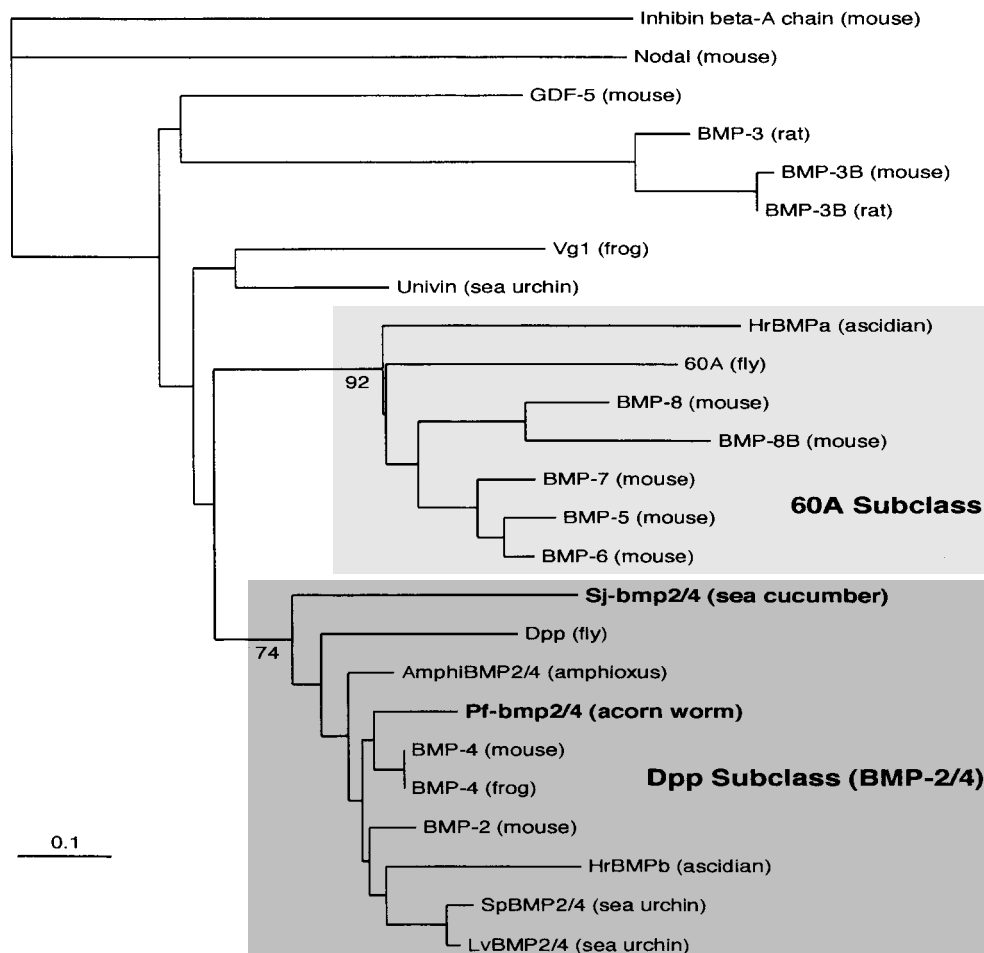 Inhibin beta-A chain (mouse)
Nodal (mouse)
GDF-5 (mouse)
BMP-3 (rat)
BMP-3B (mouse)
BMP-3B (rat)
Vg1 (frog)
Univin (sea urchin)
HrBMPa (ascidian)
60A (fly)
92
BMP-8 (mouse)
BMP-8B (mouse)
BMP-7 (mouse)
60A Subclass
BMP-5 (mouse)
BMP-6 (mouse)
Sj-bmp2/4 (sea cucumber)
Dpp (fly)
74
AmphiBMP2/4 (amphioxus)
Pf-bmp2/4 (acorn worm)
BMP-4 (mouse)
Dpp Subclass (BMP-2/4)
BMP-4 (frog)
BMP-2 (mouse)
0.1
HrBMPb (ascidian)
SpBMP2/4 (sea urchin)
LvBMP2/4 (sea urchin)